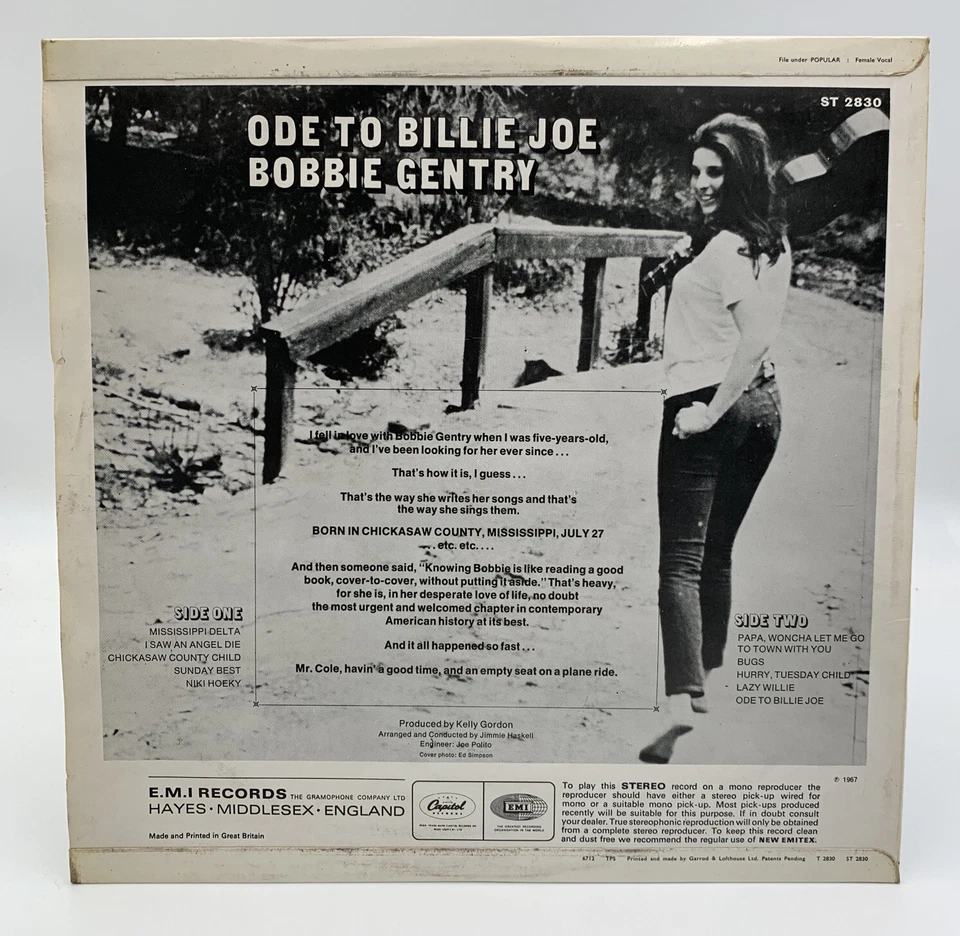 File under POPULAR : Female Vocal
ST 2830
ODE TO BILLIE JOE
BOBBIE GENTRY
I fell in love with Bobbie Gentry when I was five-years-old,
and I've been looking for her ever since...
That's how it is, I guess...
That's the way she writes her songs and that's
the way she sings them.
BORN IN CHICKASAW COUNTY, MISSISSIPPI, JULY 27
... etc. etc....
And then someone said, "Knowing Bobbie is like reading a good
book, cover-to-cover, without putting it aside." That's heavy,
for she is, in her desperate love of life, no doubt
the most urgent and welcomed chapter in contemporary
American history at its best.
And it all happened so fast...
Mr. Cole, havin' a good time, and an empty seat on a plane ride.
SIDE ONE
MISSISSIPPI DELTA
I SAW AN ANGEL DIE
CHICKASAW COUNTY CHILD
SUNDAY BEST
NIKI HOEKY
SIDE TWO
PAPA, WONCHA LET ME GO
TO TOWN WITH YOU
BUGS
HURRY, TUESDAY CHILD
LAZY WILLIE
ODE TO BILLIE JOE
Produced by Kelly Gordon
Arranged and Conducted by Jimmie Haskell
Engineer: Joe Polito
Cover photo: Ed Simpson
℗ 1967
E.M.I RECORDS THE GRAMOPHONE COMPANY LTD
HAYES · MIDDLESEX · ENGLAND
Made and Printed in Great Britain
Capitol
RECORDS
EMI
THE GREATEST RECORDING
ORGANISATION IN THE WORLD
To play this STEREO record on a mono reproducer the
reproducer should have either a stereo pick-up wired for
mono or a suitable mono pick-up. Most pick-ups produced
recently will be suitable for this purpose. If in doubt consult
your dealer. True stereophonic reproduction will only be obtained
from a complete stereo reproducer. To keep this record clean
and dust free we recommend the regular use of NEW EMITEX.
6712 TPS Printed and made by Garrod & Lofthouse Ltd. Patents Pending T 2830 ST 2830